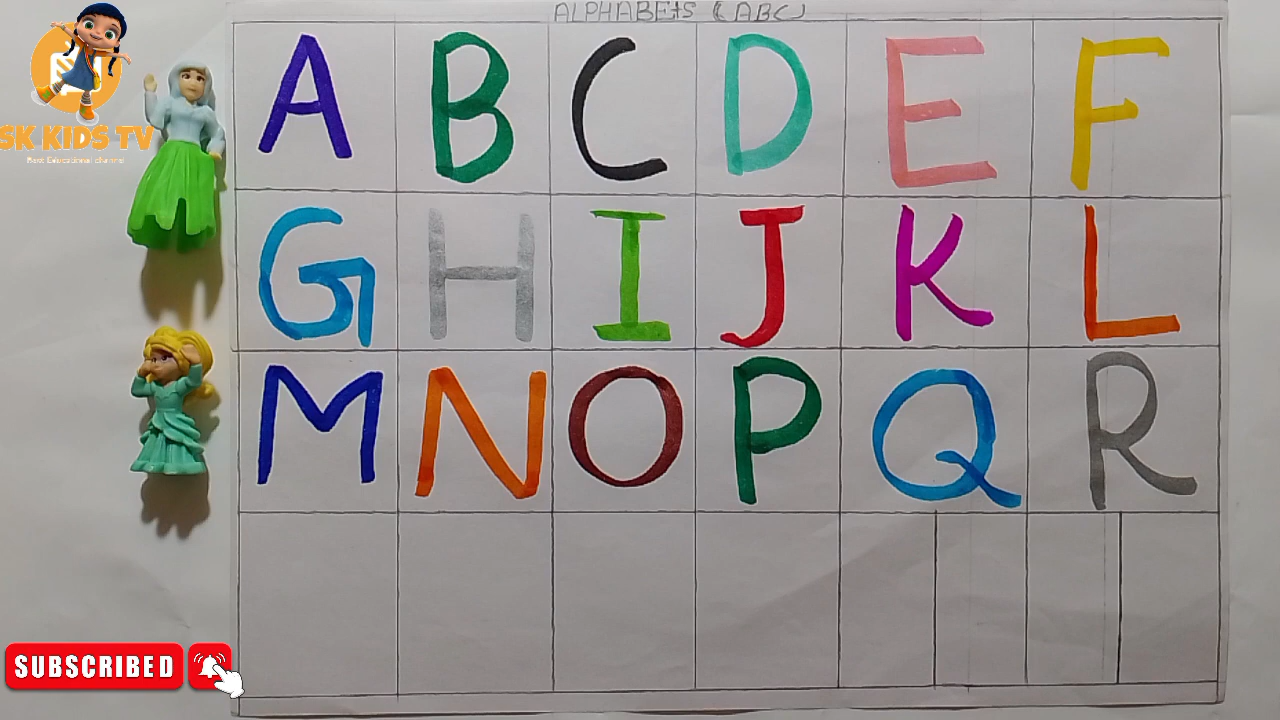 ALPHABEtS (ABC)
A B C D E F
G H I J K L
M N O P Q R
SK KIDS TV
Best Educational channel
SUBSCRIBED